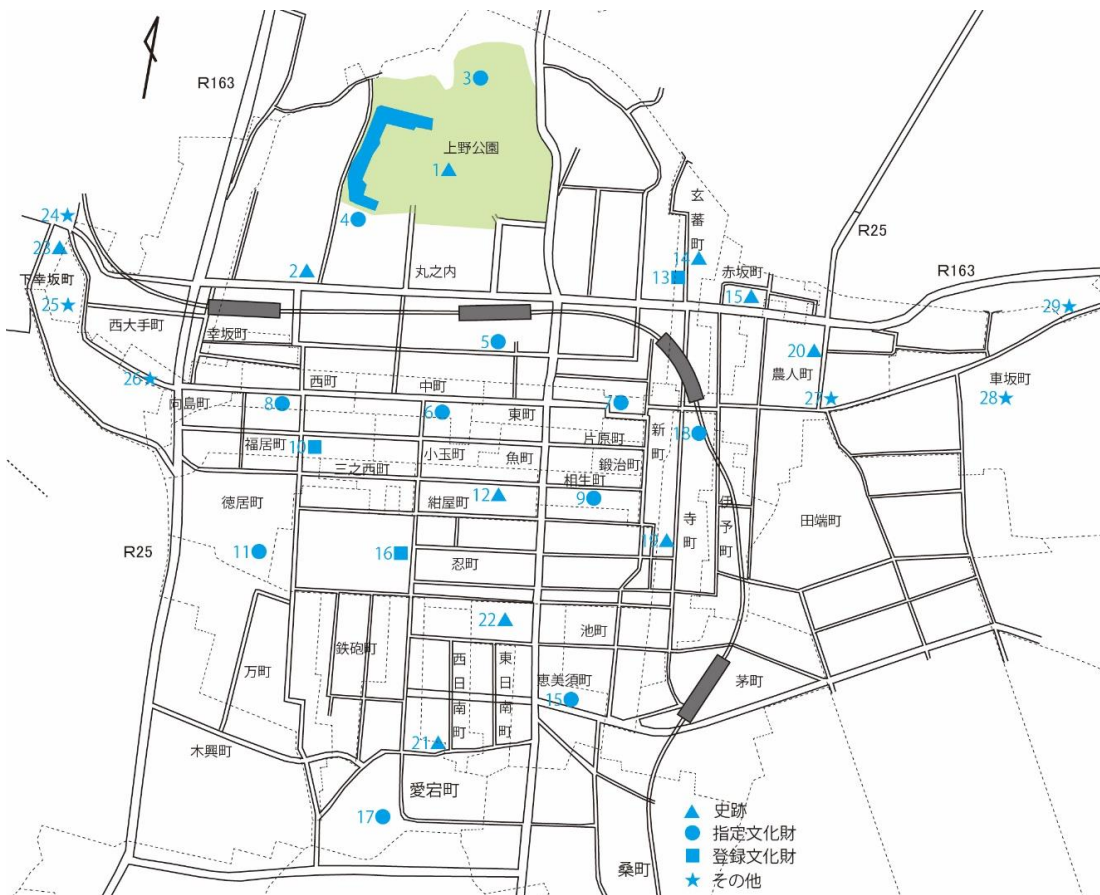 R163
3
上野公園
1
4
R25
玄蕃町
24
23
2
丸之内
14
13
赤坂町
R163
下幸坂町
25
15
29
西大手町
幸坂町
5
20
農人町
26
西町
中町
車坂町
向島町
8
6
東町
7
27
28
新町
18
福居町
10
小玉町
魚町
片原町
鍛治町
三之西町
相生町
徳居町
紺屋町
12
9
寺町
伊予町
田端町
19
R25
11
16
忍町
22
池町
鉄砲町
西日南町
東日南町
万町
恵美須町
茅町
15
21
木興町
愛宕町
17
史跡
指定文化財
登録文化財
その他
桑町